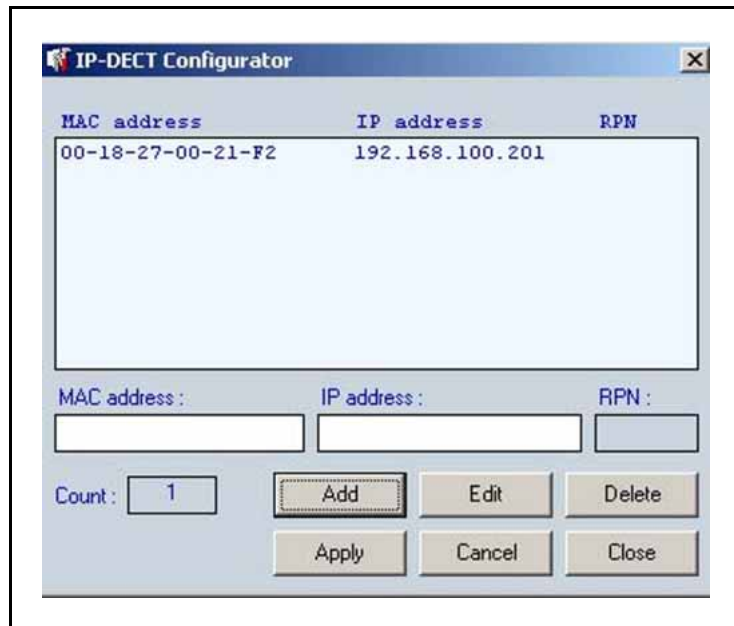 IP-DECT Configurator
MAC address IP address RPN
00-18-27-00-21-F2 192.168.100.201
MAC address : IP address : RPN :
Count : 1 Add Edit Delete
Apply Cancel Close